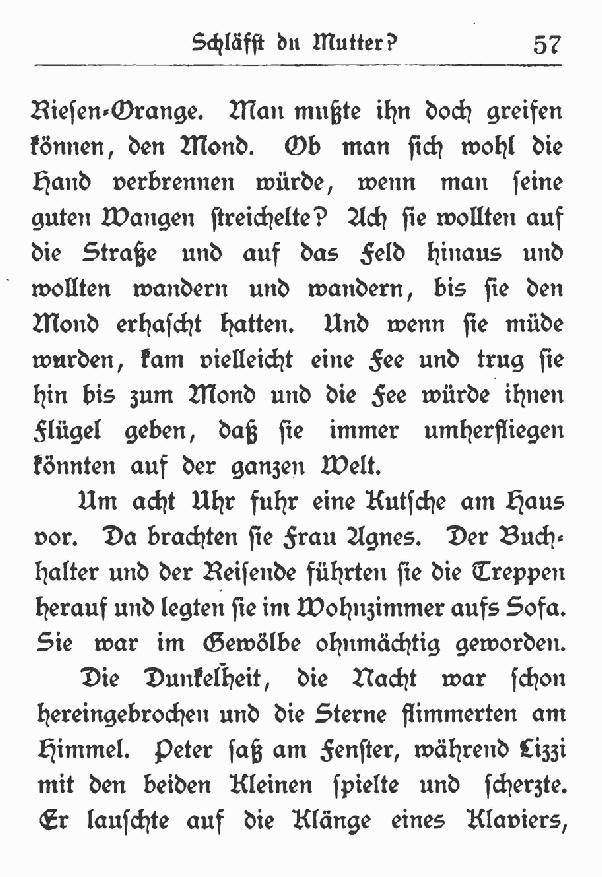 Schläfst du Mutter? 57
Riesen-Orange. Man mußte ihn doch greifen
können, den Mond. Ob man sich wohl die
Hand verbrennen würde, wenn man seine
guten Wangen streichelte? Ach sie wollten auf
die Straße und auf das Feld hinaus und
wollten wandern und wandern, bis sie den
Mond erhascht hatten. Und wenn sie müde
wurden, kam vielleicht eine Fee und trug sie
hin bis zum Mond und die Fee würde ihnen
Flügel geben, daß sie immer umherfliegen
könnten auf der ganzen Welt.
Um acht Uhr fuhr eine Kutsche am Haus
vor. Da brachten sie Frau Agnes. Der Buch-
halter und der Reisende führten sie die Treppen
herauf und legten sie im Wohnzimmer aufs Sofa.
Sie war im Gewölbe ohnmächtig geworden.
Die Dunkelheit, die Nacht war schon
hereingebrochen und die Sterne flimmerten am
Himmel. Peter saß am Fenster, während Lizzi
mit den beiden Kleinen spielte und scherzte.
Er lauschte auf die Klänge eines Klaviers,